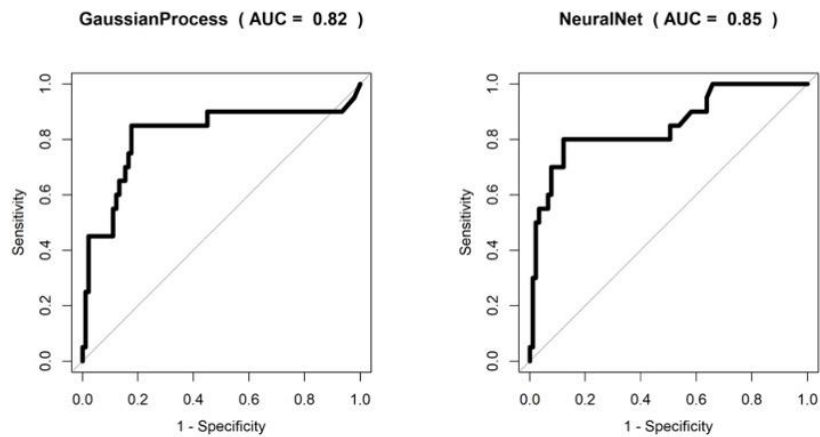 GaussianProcess ( AUC = 0.82 )
Sensitivity
1.0
0.8
0.6
0.4
0.2
0.0
0.0 0.2 0.4 0.6 0.8 1.0
1 - Specificity
NeuralNet ( AUC = 0.85 )
Sensitivity
1.0
0.8
0.6
0.4
0.2
0.0
0.0 0.2 0.4 0.6 0.8 1.0
1 - Specificity